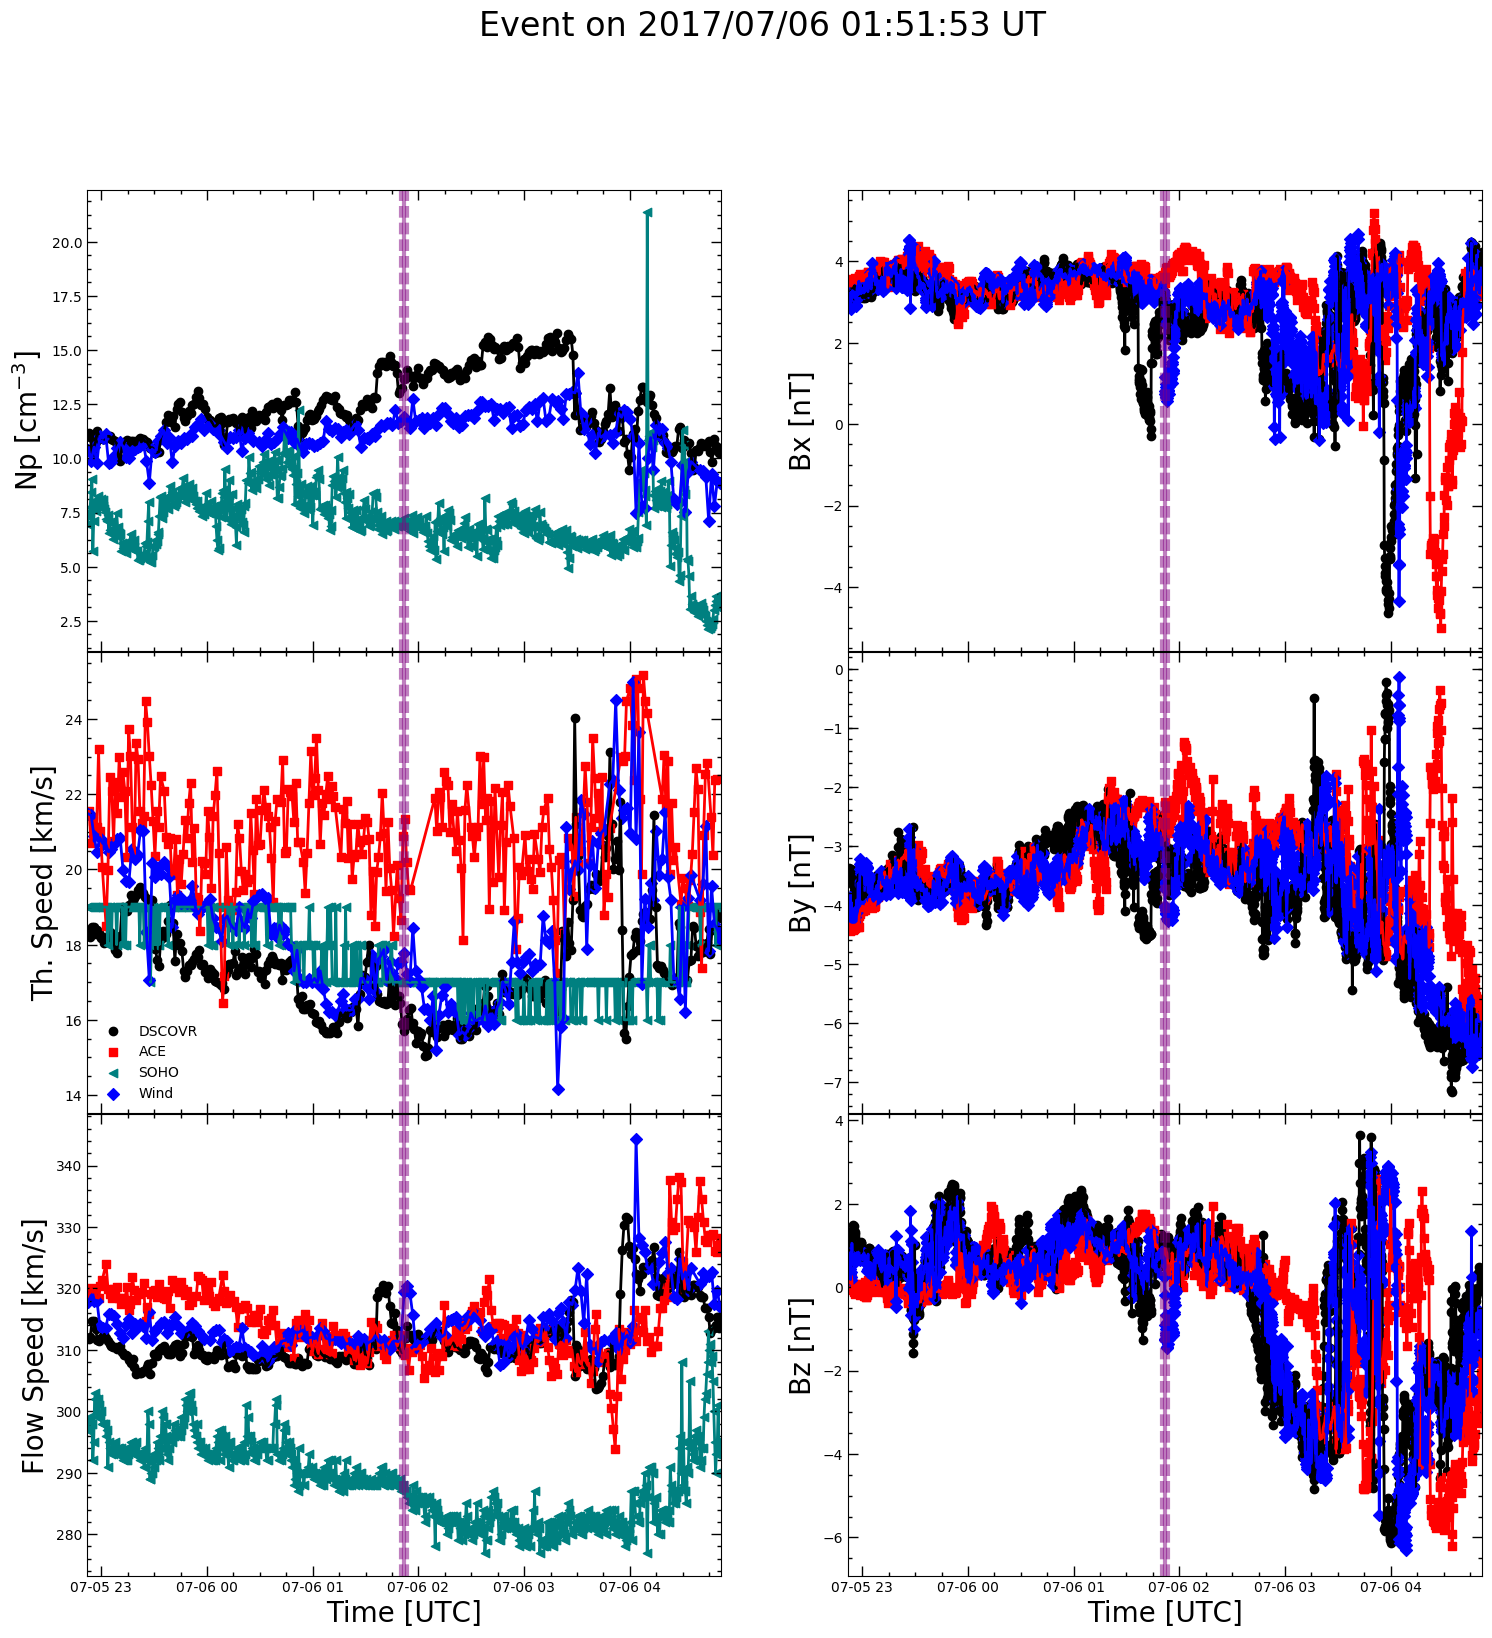 Event on 2017/07/06 01:51:53 UT
Np [cm⁻³]
20.0
17.5
15.0
12.5
10.0
7.5
5.0
2.5
Bx [nT]
4
2
0
−2
−4
Th. Speed [km/s]
24
22
20
18
16
14
DSCOVR
ACE
SOHO
Wind
By [nT]
0
−1
−2
−3
−4
−5
−6
−7
Flow Speed [km/s]
340
330
320
310
300
290
280
07-05 23 07-06 00 07-06 01 07-06 02 07-06 03 07-06 04
Time [UTC]
Bz [nT]
4
2
0
−2
−4
−6
07-05 23 07-06 00 07-06 01 07-06 02 07-06 03 07-06 04
Time [UTC]